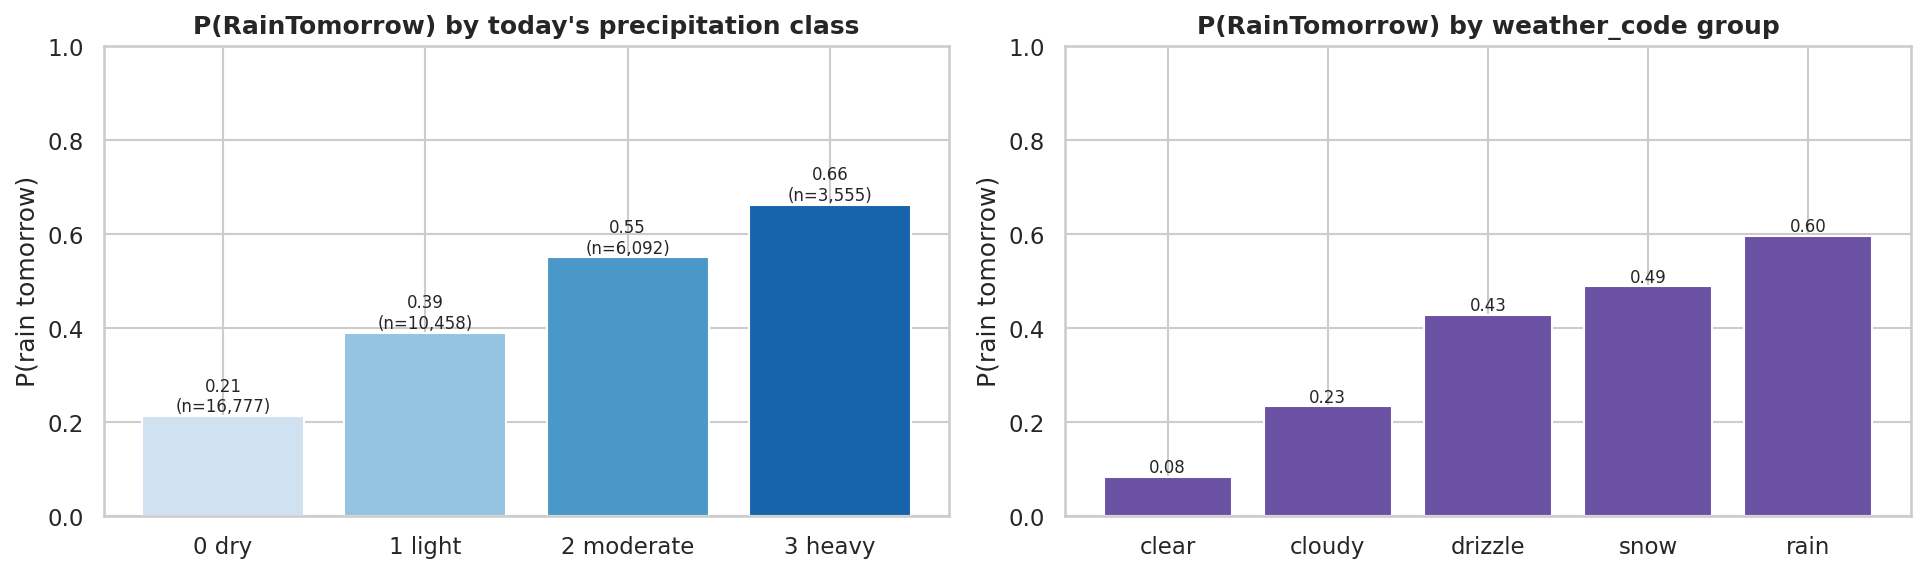 P(RainTomorrow) by today's precipitation class
P(rain tomorrow)
1.0
0.8
0.6
0.4
0.2
0.0
0.21
(n=16,777)
0.39
(n=10,458)
0.55
(n=6,092)
0.66
(n=3,555)
0 dry
1 light
2 moderate
3 heavy
P(RainTomorrow) by weather_code group
P(rain tomorrow)
1.0
0.8
0.6
0.4
0.2
0.0
0.08
0.23
0.43
0.49
0.60
clear
cloudy
drizzle
snow
rain